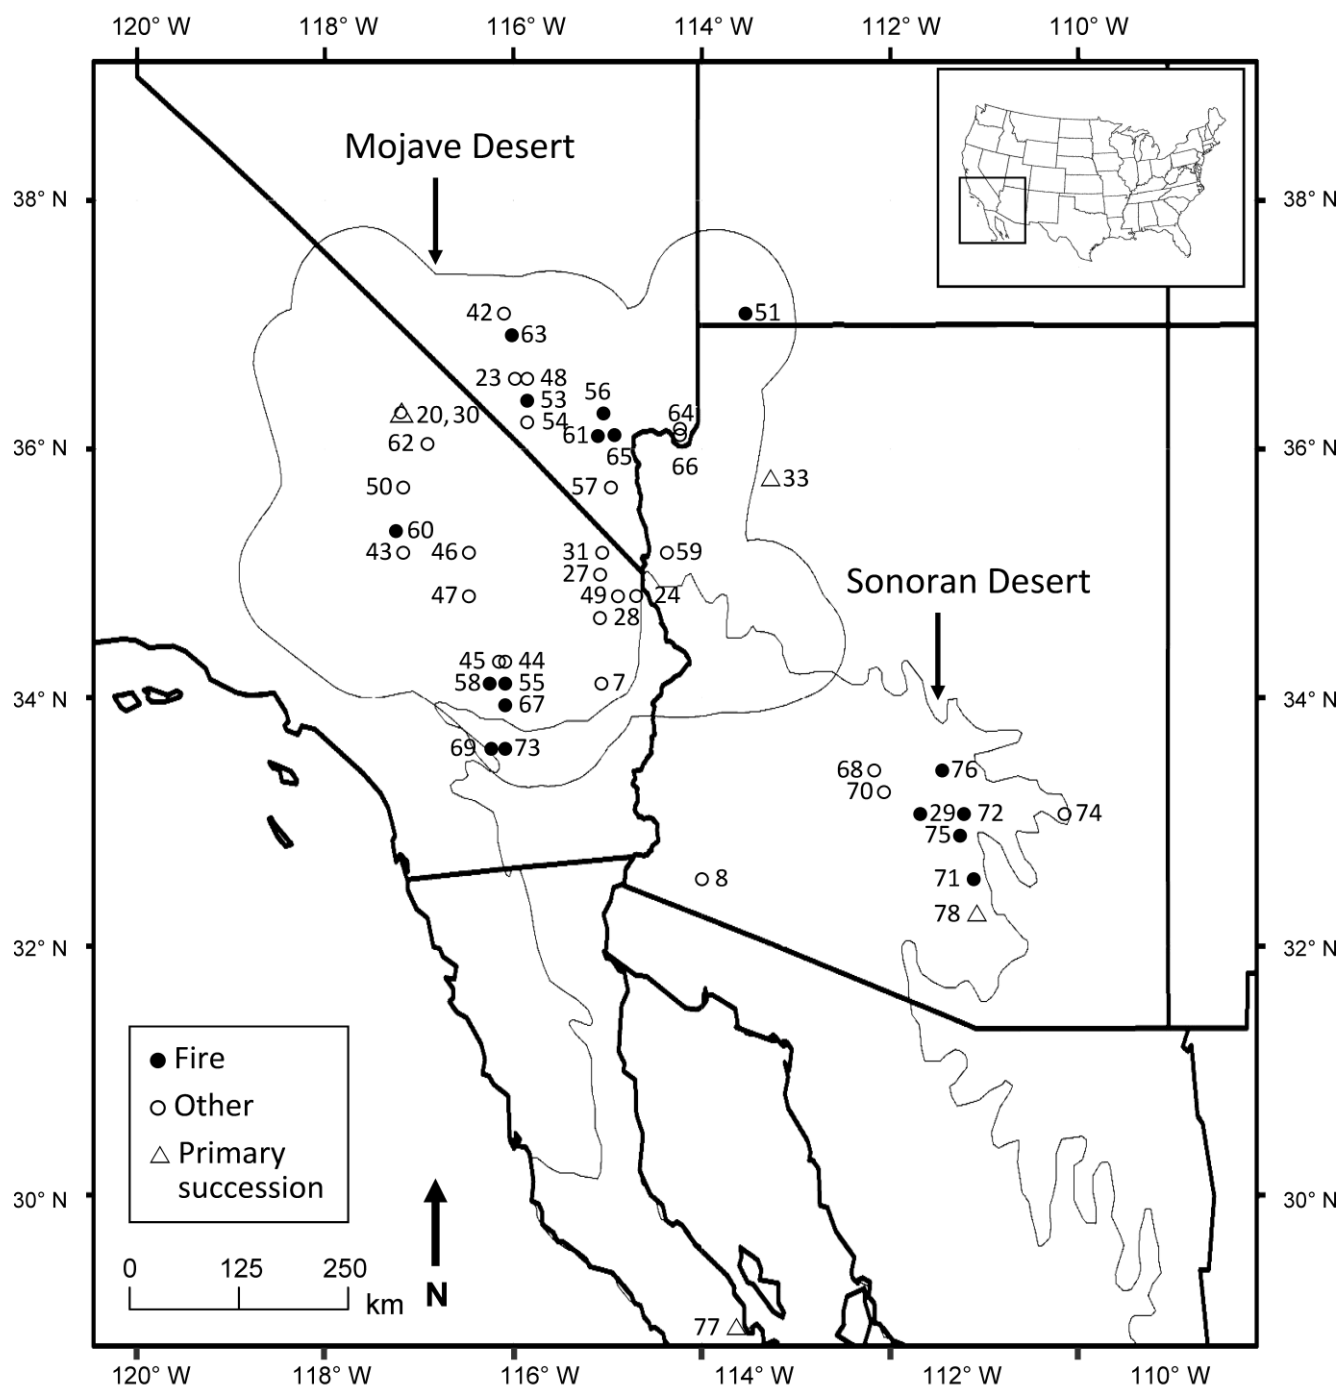 120° W 118° W 116° W 114° W 112° W 110° W
Mojave Desert
38° N 38° N
42
51
63
23 48
56
53
20,30
54
64
61
62
65
66
33
36° N 36° N
50
57
60
43 46 31 59
27
Sonoran Desert
47 49 24
28
45 44
58 55 7
67
34° N 34° N
69 73
68 76
70
29 72 74
75
8 71
78
32° N 32° N
Fire
Other
Primary
succession
30° N 30° N
0 125 250
km
N
77
120° W 118° W 116° W 114° W 112° W 110° W